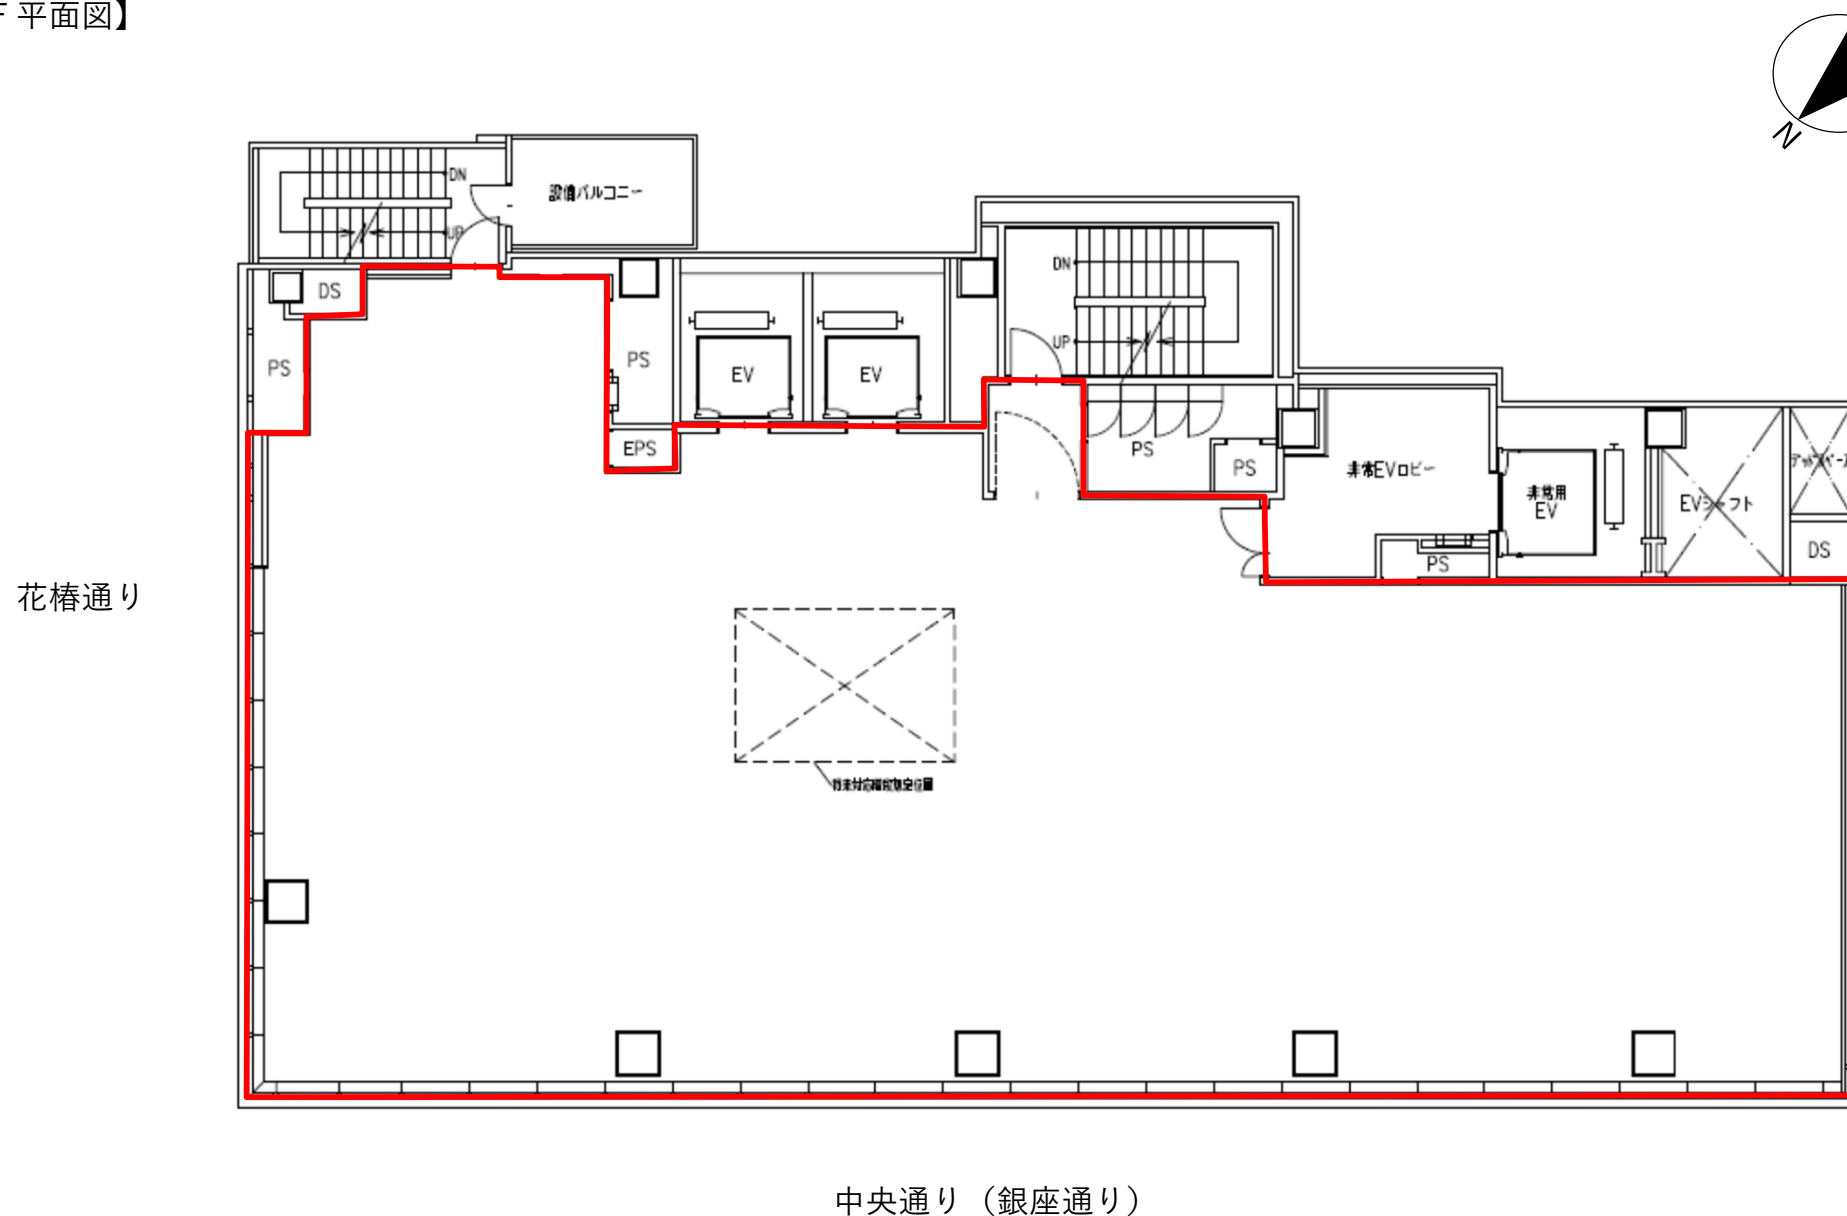 平面図】
N
DN
設備バルコニー
UP
DS
DN
PS
PS
EV
EV
UP
EPS
PS
PS
非常EVロビー
非常用
EV
EVシャフト
DS
PS
花椿通り
中央通り（銀座通り）